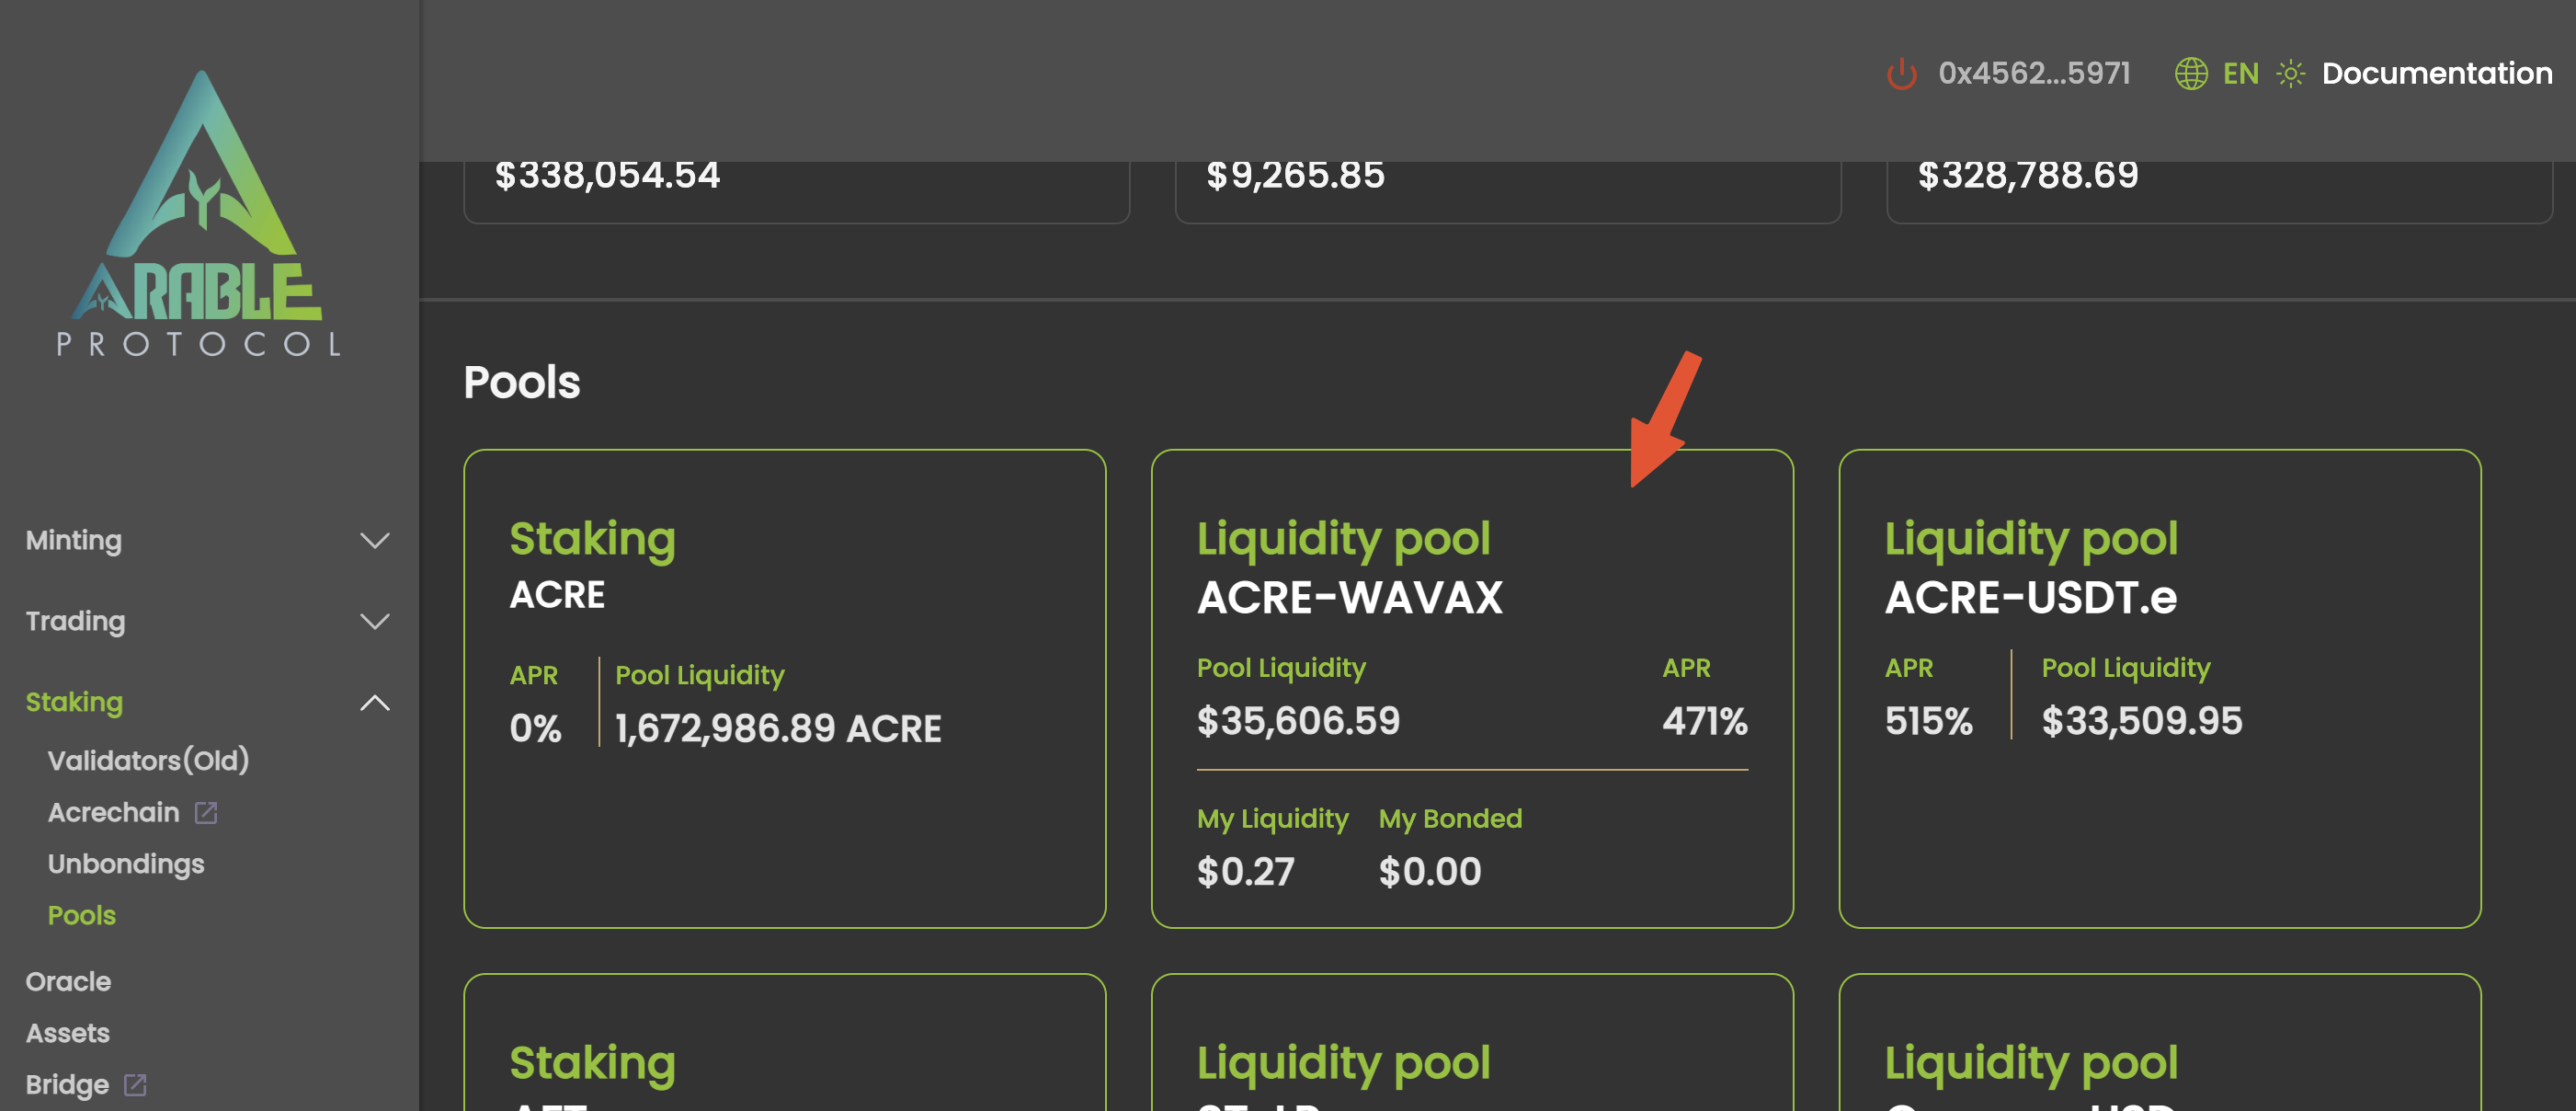 ARABLE
PROTOCOL
Minting
Trading
Staking
Validators(Old)
Acrechain
Unbondings
Pools
Oracle
Assets
Bridge
0x4562...5971
EN
Documentation
$338,054.54
$9,265.85
$328,788.69
Pools
Staking
ACRE
APR
Pool Liquidity
0%
1,672,986.89 ACRE
Liquidity pool
ACRE-WAVAX
Pool Liquidity
APR
$35,606.59
471%
My Liquidity
My Bonded
$0.27
$0.00
Liquidity pool
ACRE-USDT.e
APR
Pool Liquidity
515%
$33,509.95
Staking
Liquidity pool
Liquidity pool